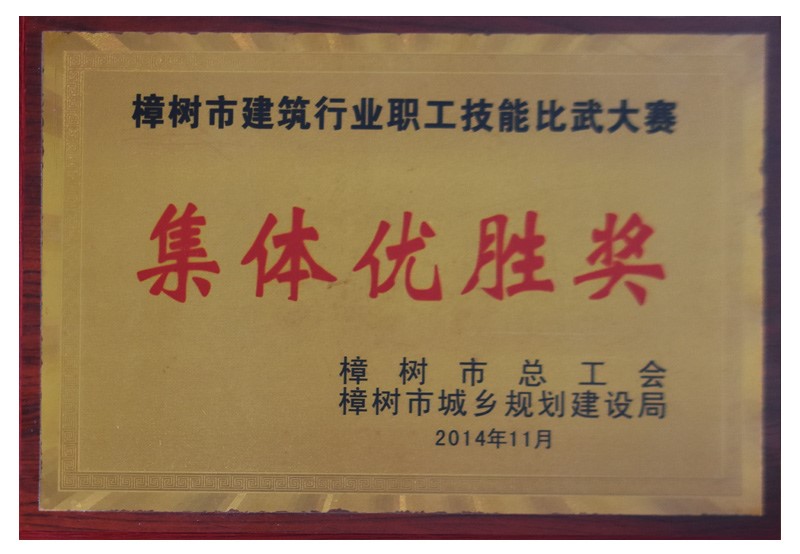 樟树市建筑行业职工技能比武大赛
集体优胜奖
樟树市总工会
樟树市城乡规划建设局
2014年11月